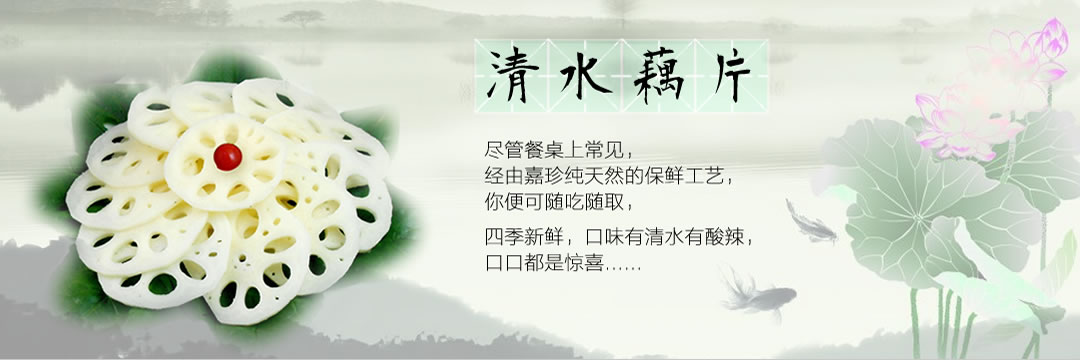 清水藕片
尽管餐桌上常见，
经由嘉珍纯天然的保鲜工艺，
你便可随吃随取，
四季新鲜，口味有清水有酸辣，
口口都是惊喜……